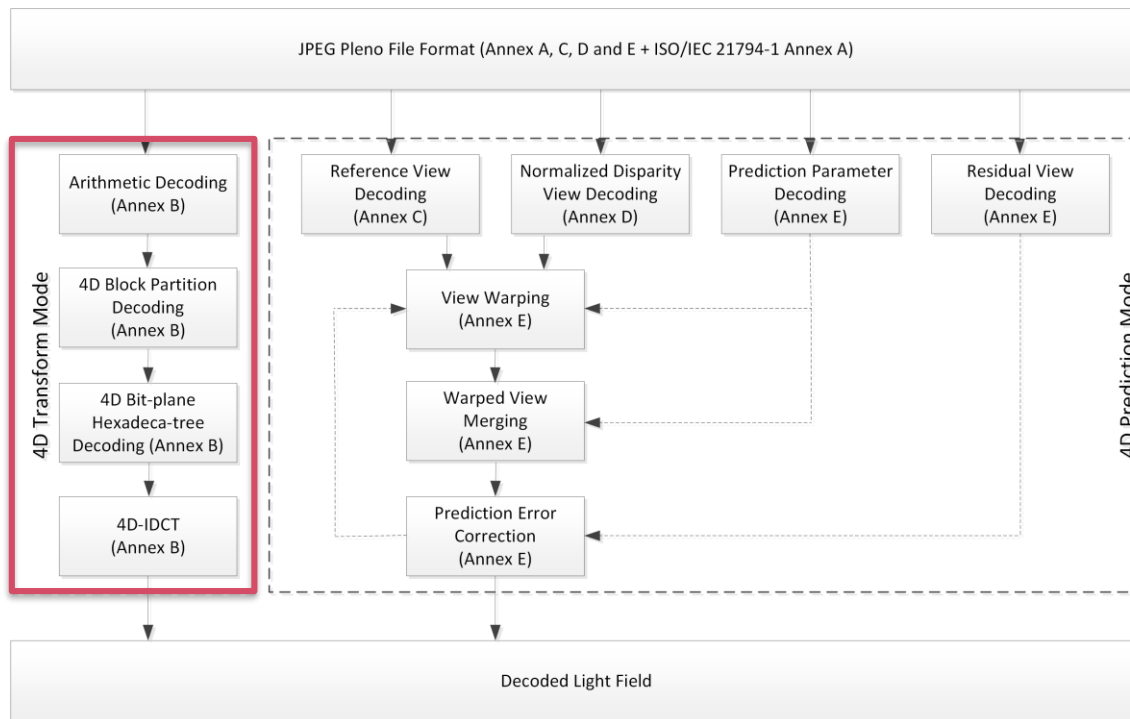 JPEG Pleno File Format (Annex A, C, D and E + ISO/IEC 21794-1 Annex A)
4D Transform Mode
Arithmetic Decoding
(Annex B)
4D Block Partition
Decoding
(Annex B)
4D Bit-plane
Hexadeca-tree
Decoding (Annex B)
4D-IDCT
(Annex B)
Reference View
Decoding
(Annex C)
Normalized Disparity
View Decoding
(Annex D)
Prediction Parameter
Decoding
(Annex E)
Residual View
Decoding
(Annex E)
View Warping
(Annex E)
Warped View
Merging
(Annex E)
Prediction Error
Correction
(Annex E)
4D Prediction Mode
Decoded Light Field